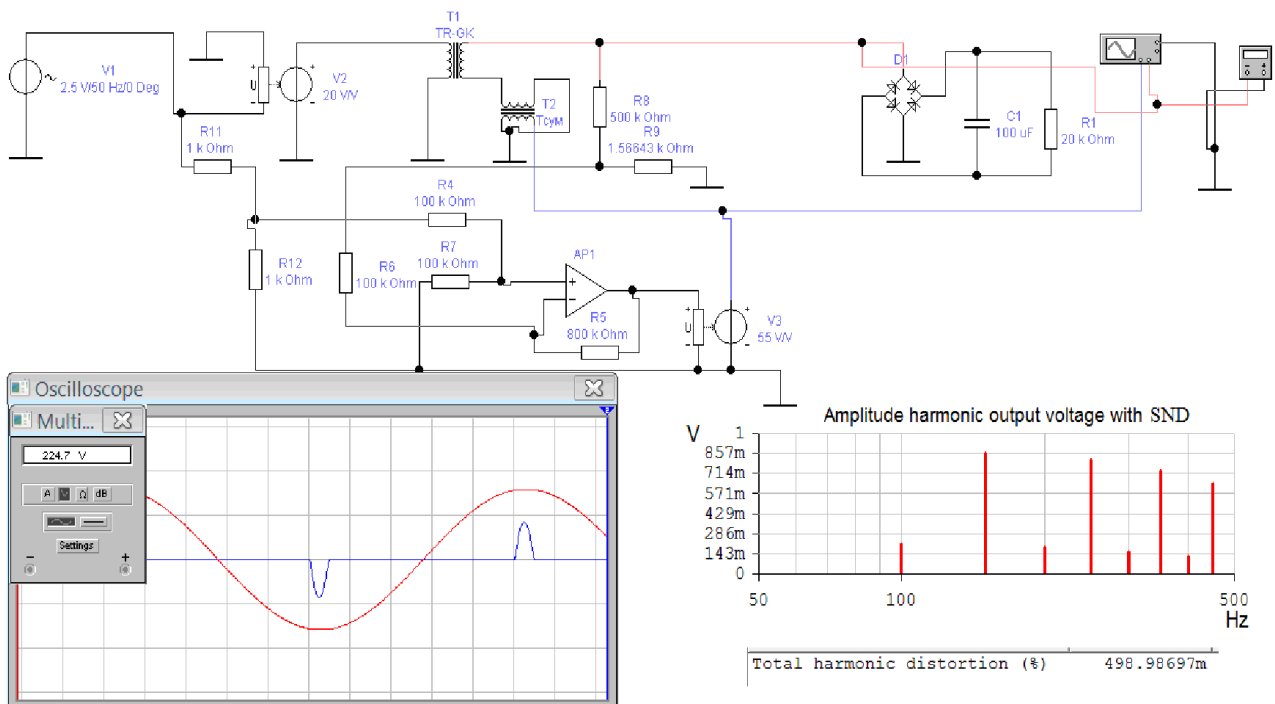 T1
TR-GK
V1
2.5 V/50 Hz/0 Deg
U
V2
20 V/V
D1
T2
Тсум
R8
500 k Ohm
R9
1.56643 k Ohm
C1
100 uF
R1
20 k Ohm
R11
1 k Ohm
R4
100 k Ohm
R7
100 k Ohm
AP1
R12
1 k Ohm
R6
100 k Ohm
R5
800 k Ohm
U
V3
55 V/V
Oscilloscope
Multi...
224.7 V
A V Ω dB
Settings
Amplitude harmonic output voltage with SND
V
1
857m
714m
571m
429m
286m
143m
0
50
100
500
Hz
Total harmonic distortion (%) 498.98697m